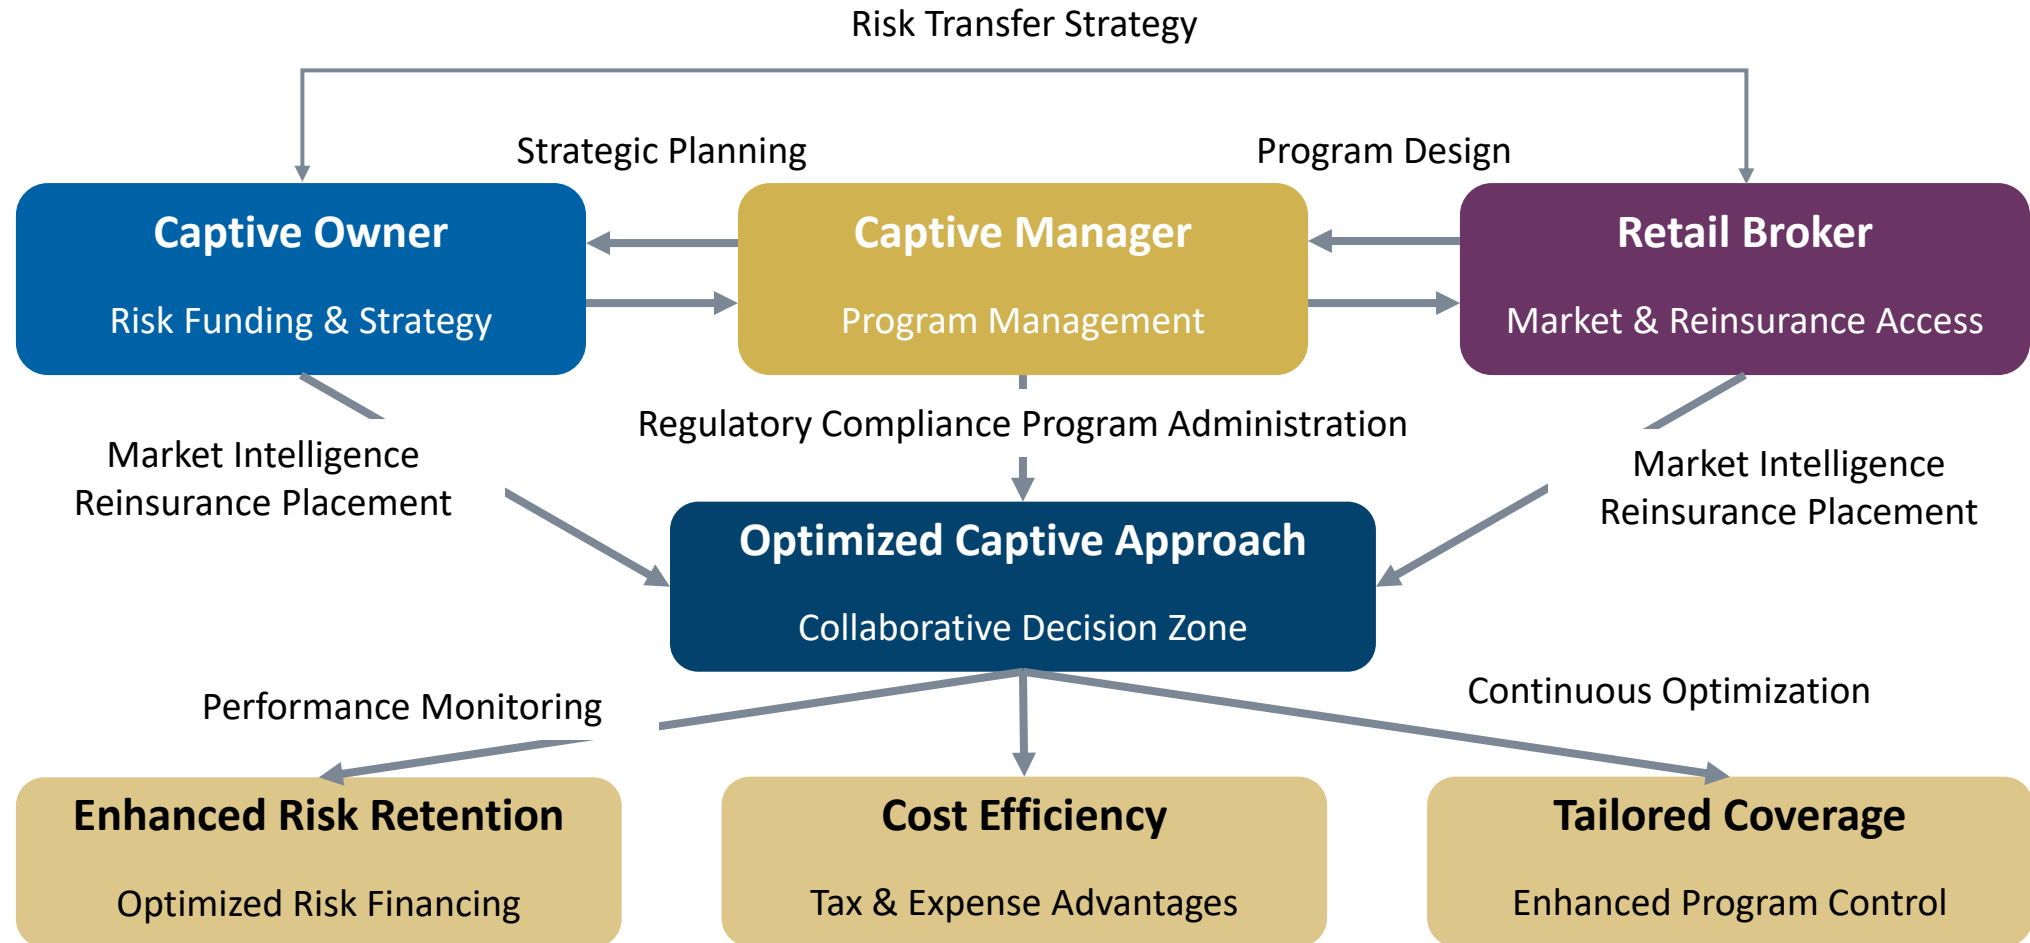 Risk Transfer Strategy
Strategic Planning
Program Design
Captive Owner
Risk Funding & Strategy
Captive Manager
Program Management
Retail Broker
Market & Reinsurance Access
Market Intelligence
Reinsurance Placement
Regulatory Compliance Program Administration
Market Intelligence
Reinsurance Placement
Optimized Captive Approach
Collaborative Decision Zone
Performance Monitoring
Continuous Optimization
Enhanced Risk Retention
Optimized Risk Financing
Cost Efficiency
Tax & Expense Advantages
Tailored Coverage
Enhanced Program Control